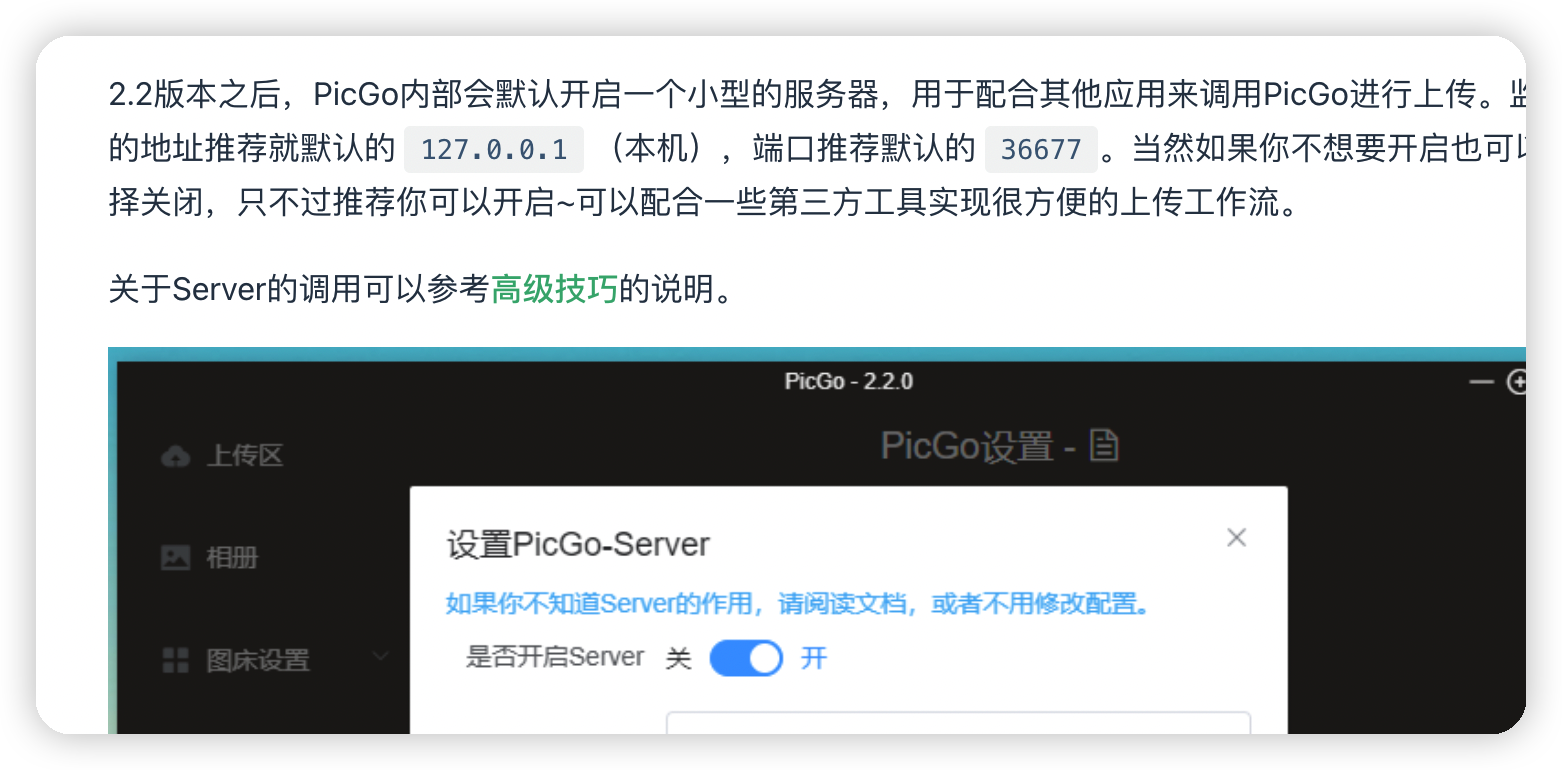 2.2版本之后，PicGo内部会默认开启一个小型的服务器，用于配合其他应用来调用PicGo进行上传。监
的地址推荐就默认的 127.0.0.1 （本机），端口推荐默认的 36677 。当然如果你不想要开启也可以
择关闭，只不过推荐你可以开启~可以配合一些第三方工具实现很方便的上传工作流。
关于Server的调用可以参考高级技巧的说明。
PicGo - 2.2.0
PicGo设置 -
上传区
相册
图床设置
设置PicGo-Server
如果你不知道Server的作用，请阅读文档，或者不用修改配置。
是否开启Server 关 开